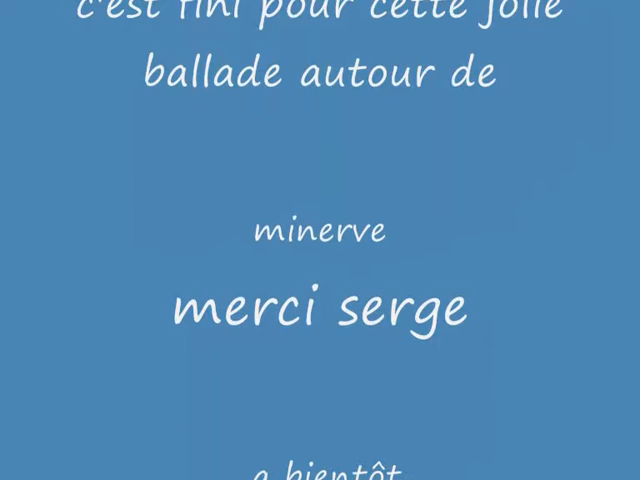 c'est fini pour cette jolie
ballade autour de
minerve
merci serge
a bientôt